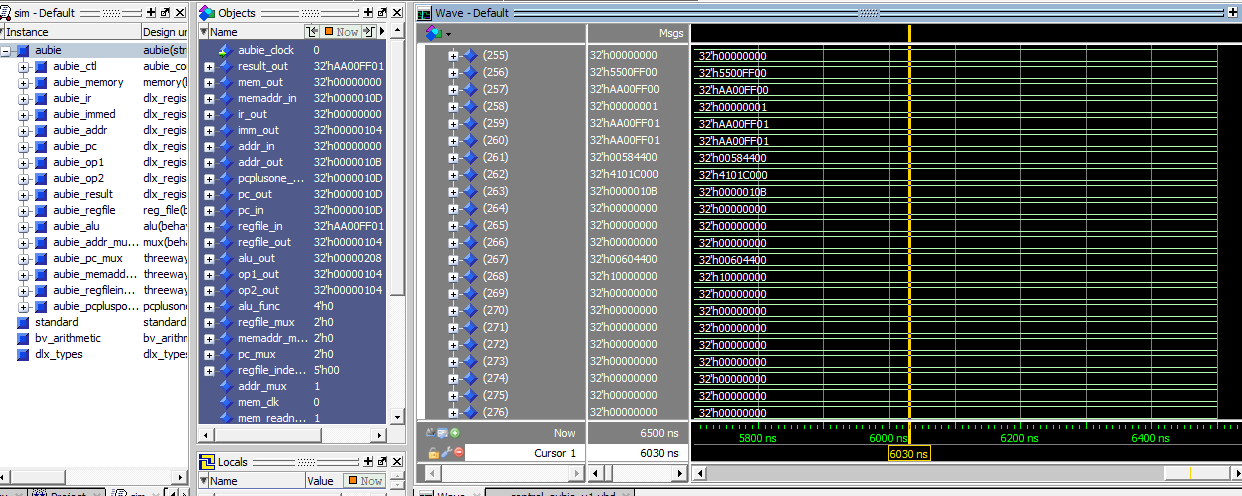 sim - Default
Instance Design un
aubie aubie(str
aubie_ctl aubie_co
aubie_memory memory(l
aubie_ir dlx_regis
aubie_immed dlx_regis
aubie_addr dlx_regis
aubie_pc dlx_regis
aubie_op1 dlx_regis
aubie_op2 dlx_regis
aubie_result dlx_regis
aubie_regfile reg_file(b
aubie_alu alu(behav
aubie_addr_mu... mux(beha
aubie_pc_mux threeway
aubie_memadd... threeway
aubie_regfilein... threeway
aubie_pcpluspo... pcplusone
standard standard
bv_arithmetic bv_arithm
dlx_types dlx_types
Project sim
Objects
Name Now
aubie_clock 0
result_out 32'hAA00FF01
mem_out 32'h00000000
memaddr_in 32'h0000010D
ir_out 32'h00000000
imm_out 32'h00000104
addr_in 32'h00000000
addr_out 32'h0000010B
pcplusone_... 32'h0000010D
pc_out 32'h0000010D
pc_in 32'h0000010D
regfile_in 32'hAA00FF01
regfile_out 32'h00000104
alu_out 32'h00000208
op1_out 32'h00000104
op2_out 32'h00000104
alu_func 4'h0
regfile_mux 2'h0
memaddr_m... 2'h0
pc_mux 2'h0
regfile_inde... 5'h00
addr_mux 1
mem_clk 0
mem_readn... 1
Locals
Name Value Now
Wave - Default
Msgs
(255) 32'h00000000 32'h00000000
(256) 32'h5500FF00 32'h5500FF00
(257) 32'hAA00FF00 32'hAA00FF00
(258) 32'h00000001 32'h00000001
(259) 32'hAA00FF01 32'hAA00FF01
(260) 32'hAA00FF01 32'hAA00FF01
(261) 32'h00584400 32'h00584400
(262) 32'h4101C000 32'h4101C000
(263) 32'h0000010B 32'h0000010B
(264) 32'h00000000 32'h00000000
(265) 32'h00000000 32'h00000000
(266) 32'h00000000 32'h00000000
(267) 32'h00604400 32'h00604400
(268) 32'h10000000 32'h10000000
(269) 32'h00000000 32'h00000000
(270) 32'h00000000 32'h00000000
(271) 32'h00000000 32'h00000000
(272) 32'h00000000 32'h00000000
(273) 32'h00000000 32'h00000000
(274) 32'h00000000 32'h00000000
(275) 32'h00000000 32'h00000000
(276) 32'h00000000 32'h00000000
Now 6500 ns 5800 ns 6000 ns 6200 ns 6400 ns
Cursor 1 6030 ns 6030 ns
Wave